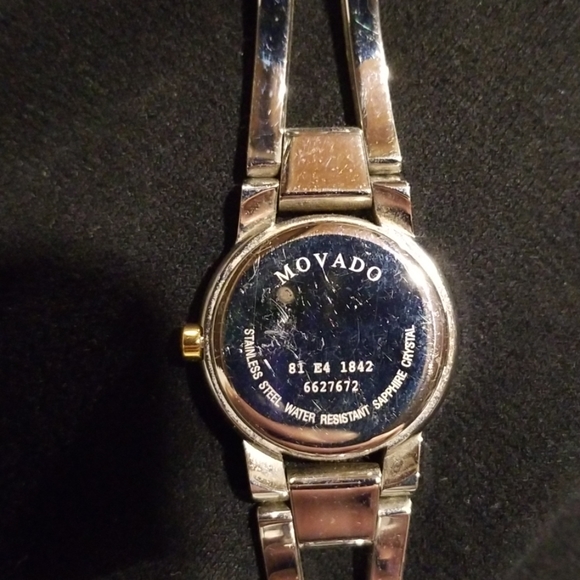 MOVADO
81 E4 1842
6627672
STAINLESS STEEL WATER RESISTANT SAPPHIRE CRYSTAL